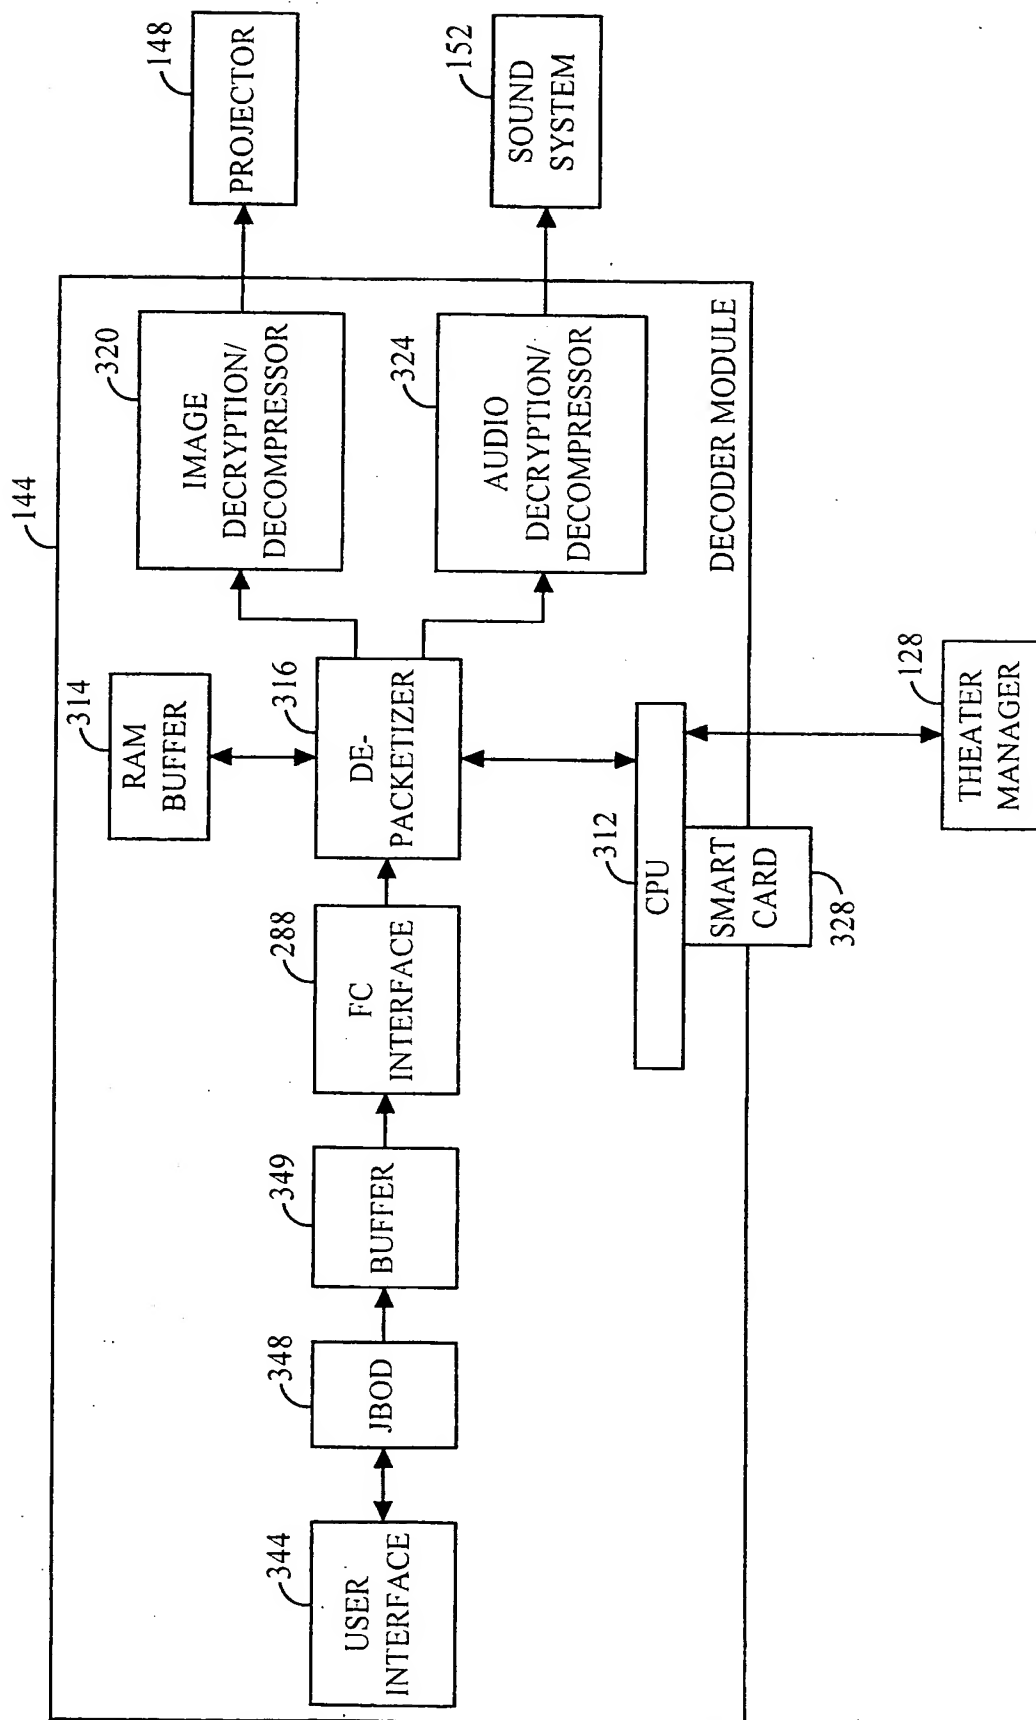 144
USER
INTERFACE
344
JBOD
348
BUFFER
349
FC
INTERFACE
288
DE-
PACKETIZER
316
RAM
BUFFER
314
IMAGE
DECRYPTION/
DECOMPRESSOR
320
AUDIO
DECRYPTION/
DECOMPRESSOR
324
PROJECTOR
148
SOUND
SYSTEM
152
CPU
312
SMART
CARD
328
DECODER MODULE
THEATER
MANAGER
128